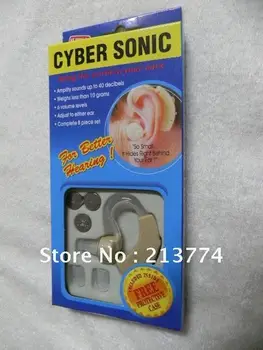 CYBER SONIC
• Amplify sounds up to 40 decibels
• Weighs less than 10 grams
• 6 volume levels
• Adjust to either ear
• Complete 8 piece set
"So Small
It Hides Right Behind
Your Ear"
For Better
Hearing!
Store No : 213774
FREE
PROTECTIVE
CASE